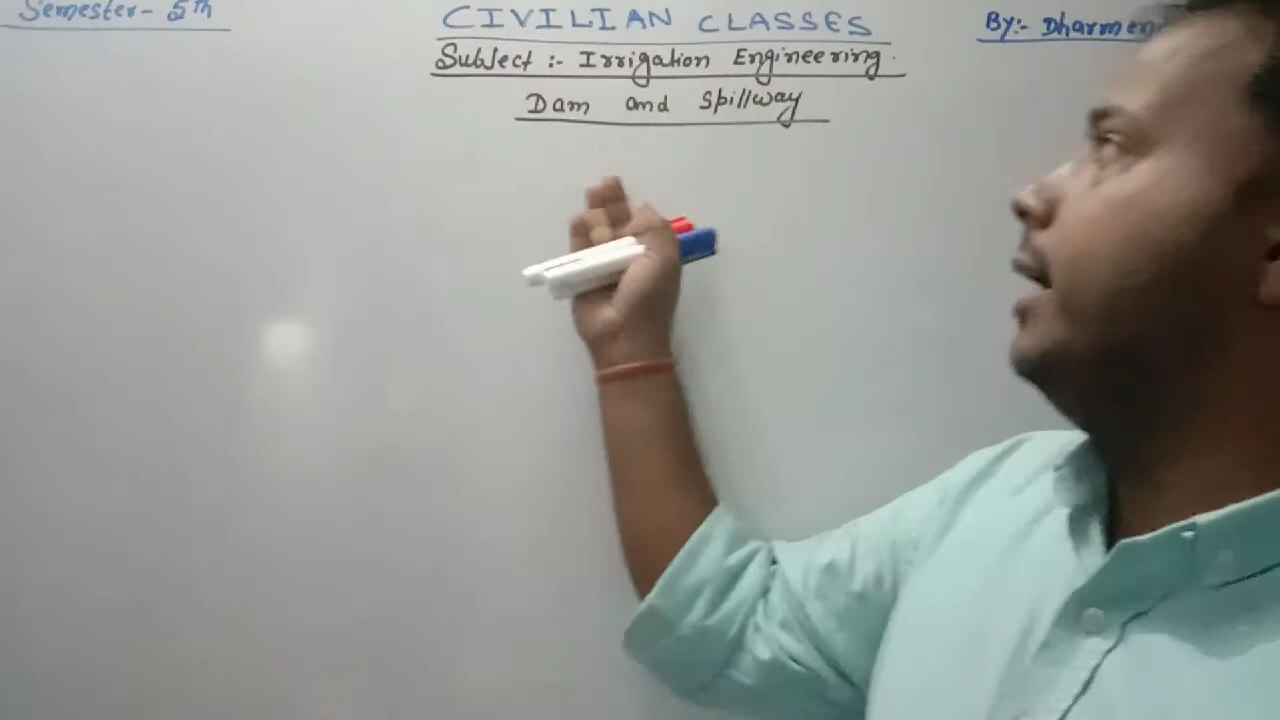 Semester- 5th
CIVILIAN CLASSES
By:- Dharmen
Subject :- Irrigation Engineering.
Dam and Spillway